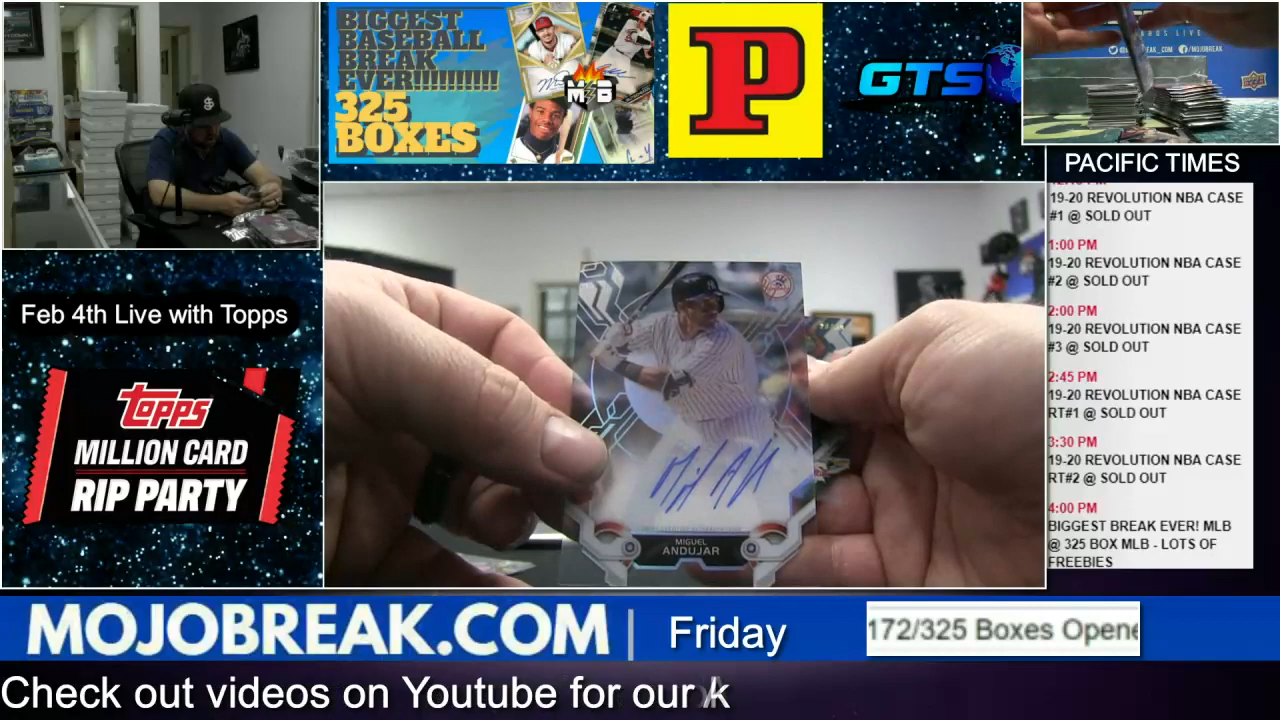 BIGGEST
BASEBALL
BREAK
EVER!!!!!!!!!!
325
BOXES
M B
P
GTS
PACIFIC TIMES
19-20 REVOLUTION NBA CASE
#1 @ SOLD OUT
1:00 PM
19-20 REVOLUTION NBA CASE
#2 @ SOLD OUT
2:00 PM
19-20 REVOLUTION NBA CASE
#3 @ SOLD OUT
2:45 PM
19-20 REVOLUTION NBA CASE
RT#1 @ SOLD OUT
3:30 PM
19-20 REVOLUTION NBA CASE
RT#2 @ SOLD OUT
4:00 PM
BIGGEST BREAK EVER! MLB
@ 325 BOX MLB - LOTS OF
FREEBIES
Feb 4th Live with Topps
topps
MILLION CARD
RIP PARTY
MIGUEL
ANDUJAR
MOJOBREAK.COM
Friday
172/325 Boxes Opene
Check out videos on Youtube for our k